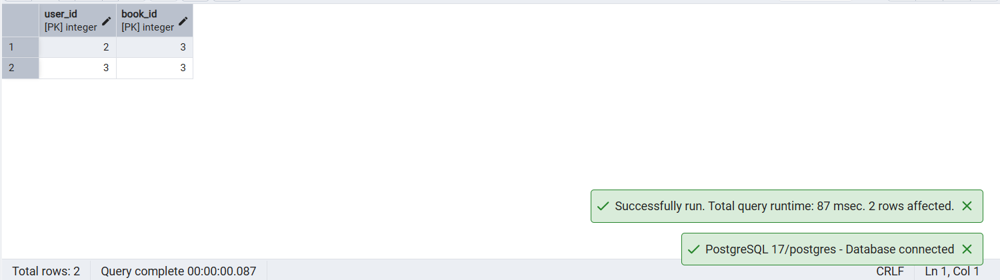 user_id book_id
[PK] integer [PK] integer
1 2 3
2 3 3
Successfully run. Total query runtime: 87 msec. 2 rows affected.
PostgreSQL 17/postgres - Database connected
Total rows: 2 Query complete 00:00:00.087 CRLF Ln 1, Col 1